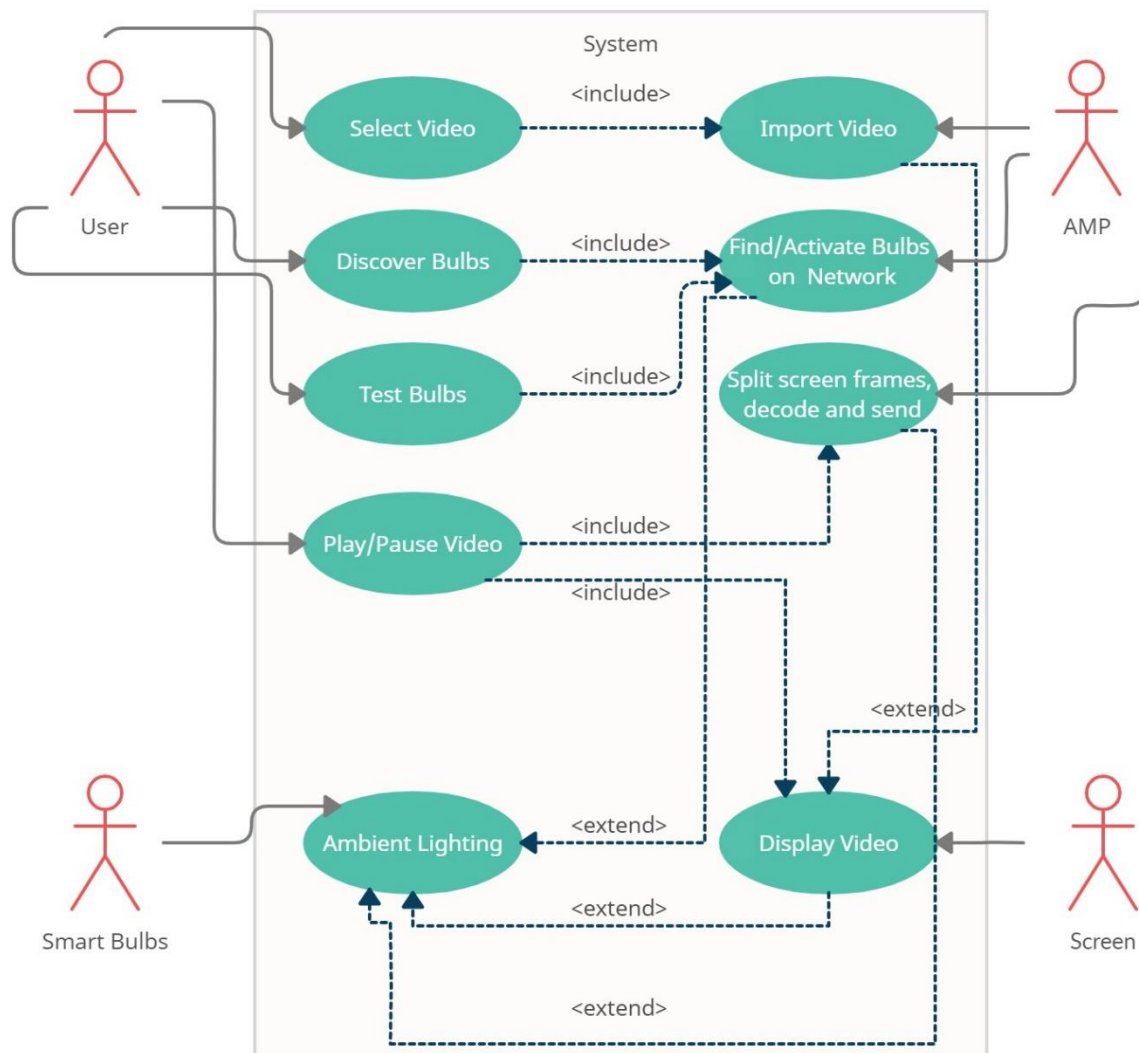 System
Select Video
<include>
Import Video
User
AMP
Discover Bulbs
<include>
Find/Activate Bulbs
on Network
Test Bulbs
<include>
Split screen frames,
decode and send
Play/Pause Video
<include>
<include>
<extend>
Ambient Lighting
<extend>
Display Video
<extend>
Smart Bulbs
Screen
<extend>